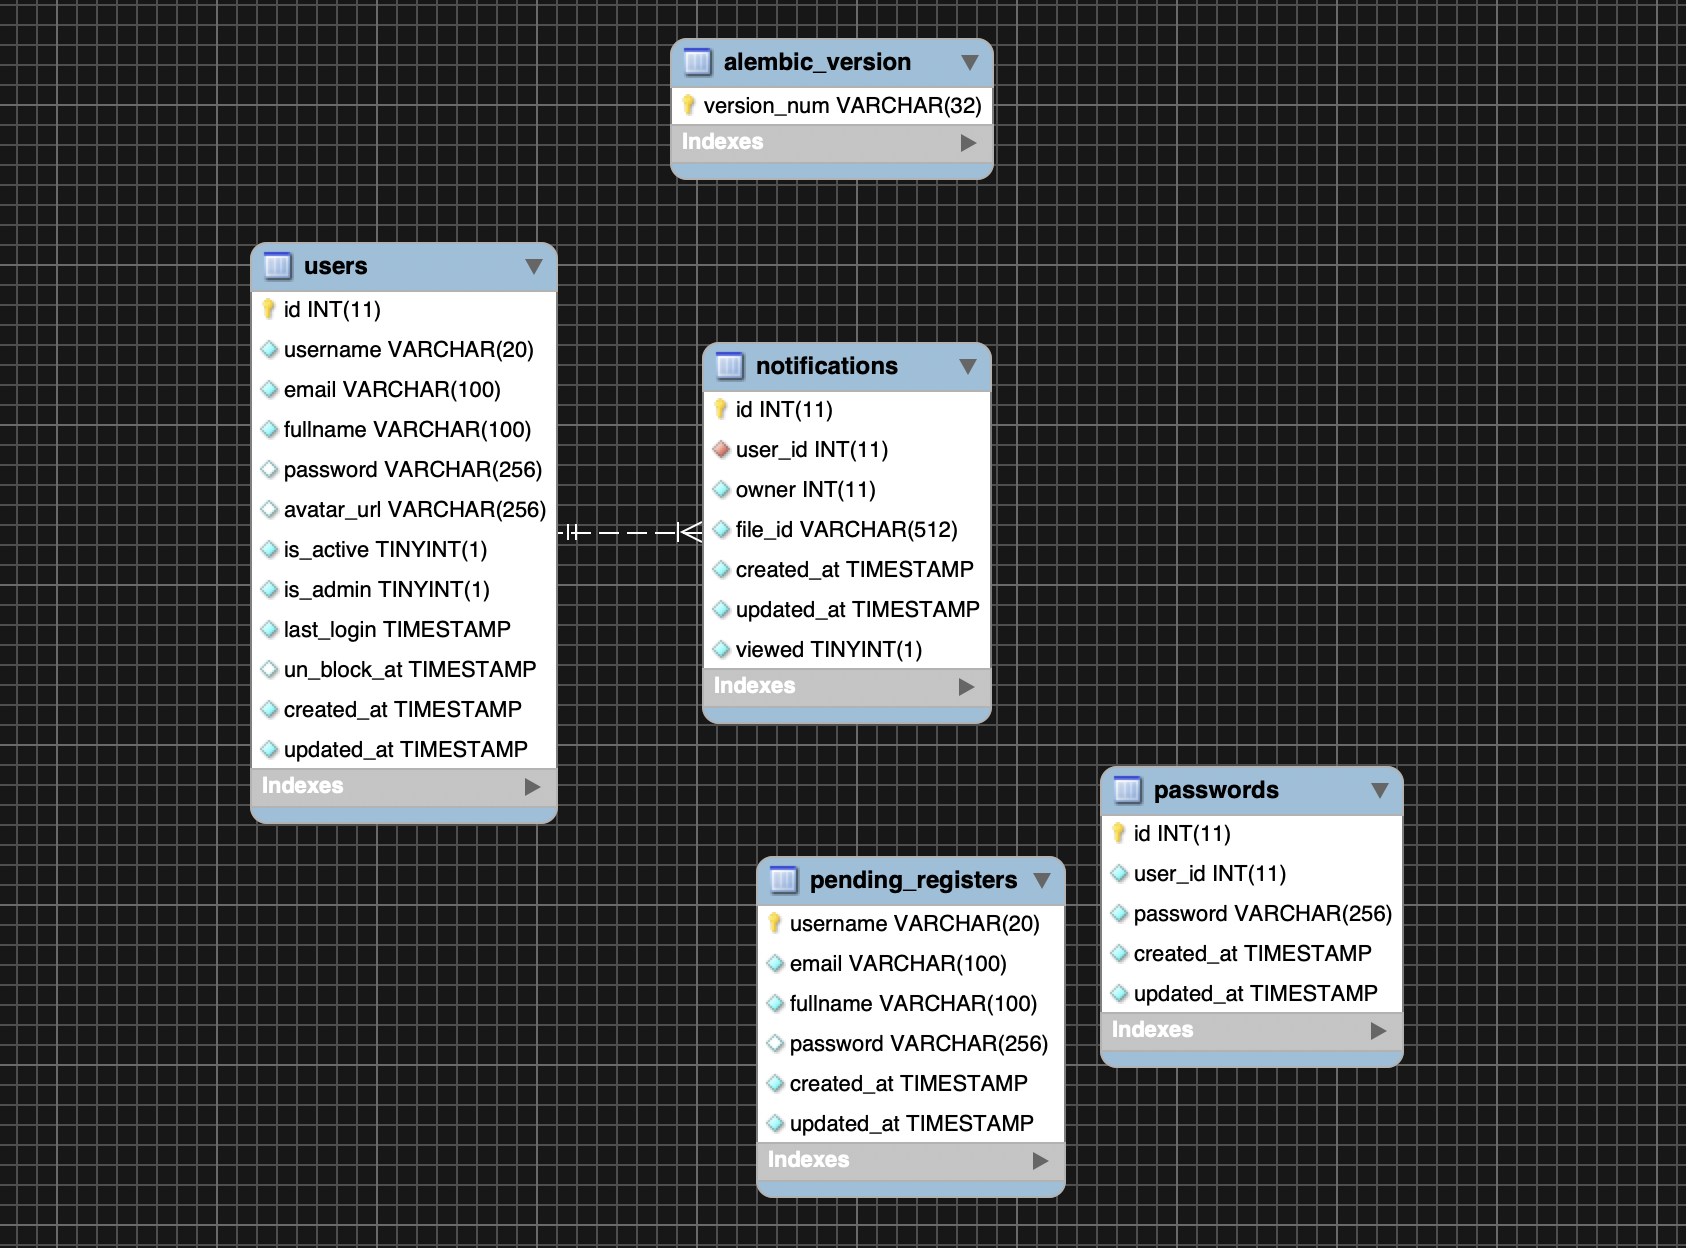 alembic_version
version_num VARCHAR(32)
Indexes
users
id INT(11)
username VARCHAR(20)
email VARCHAR(100)
fullname VARCHAR(100)
password VARCHAR(256)
avatar_url VARCHAR(256)
is_active TINYINT(1)
is_admin TINYINT(1)
last_login TIMESTAMP
un_block_at TIMESTAMP
created_at TIMESTAMP
updated_at TIMESTAMP
Indexes
notifications
id INT(11)
user_id INT(11)
owner INT(11)
file_id VARCHAR(512)
created_at TIMESTAMP
updated_at TIMESTAMP
viewed TINYINT(1)
Indexes
passwords
id INT(11)
user_id INT(11)
password VARCHAR(256)
created_at TIMESTAMP
updated_at TIMESTAMP
Indexes
pending_registers
username VARCHAR(20)
email VARCHAR(100)
fullname VARCHAR(100)
password VARCHAR(256)
created_at TIMESTAMP
updated_at TIMESTAMP
Indexes